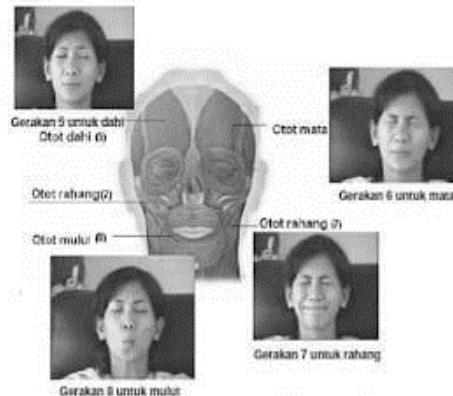 Gerakan 5 untuk dahi
Otot dahi (5)
Otot mata
Gerakan 6 untuk mata
Otot rahang(7)
Otot rahang (7)
Otot mulut (8)
Gerakan 7 untuk rahang
Gerakan 8 untuk mulut